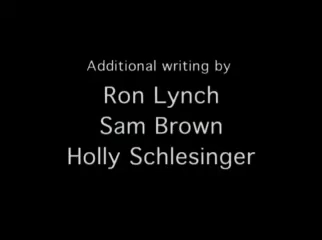 Additional writing by
Ron Lynch
Sam Brown
Holly Schlesinger